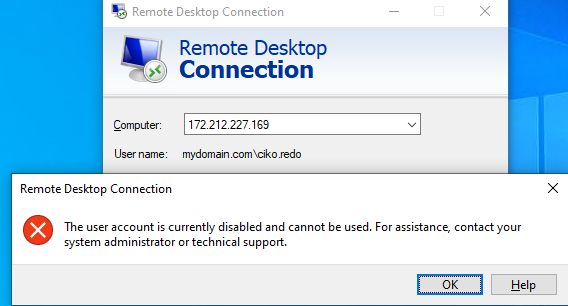 Remote Desktop Connection
Remote Desktop
Connection
Computer: 172.212.227.169
User name: mydomain.com\ciko.redo
Remote Desktop Connection
The user account is currently disabled and cannot be used. For assistance, contact your
system administrator or technical support.
OK Help